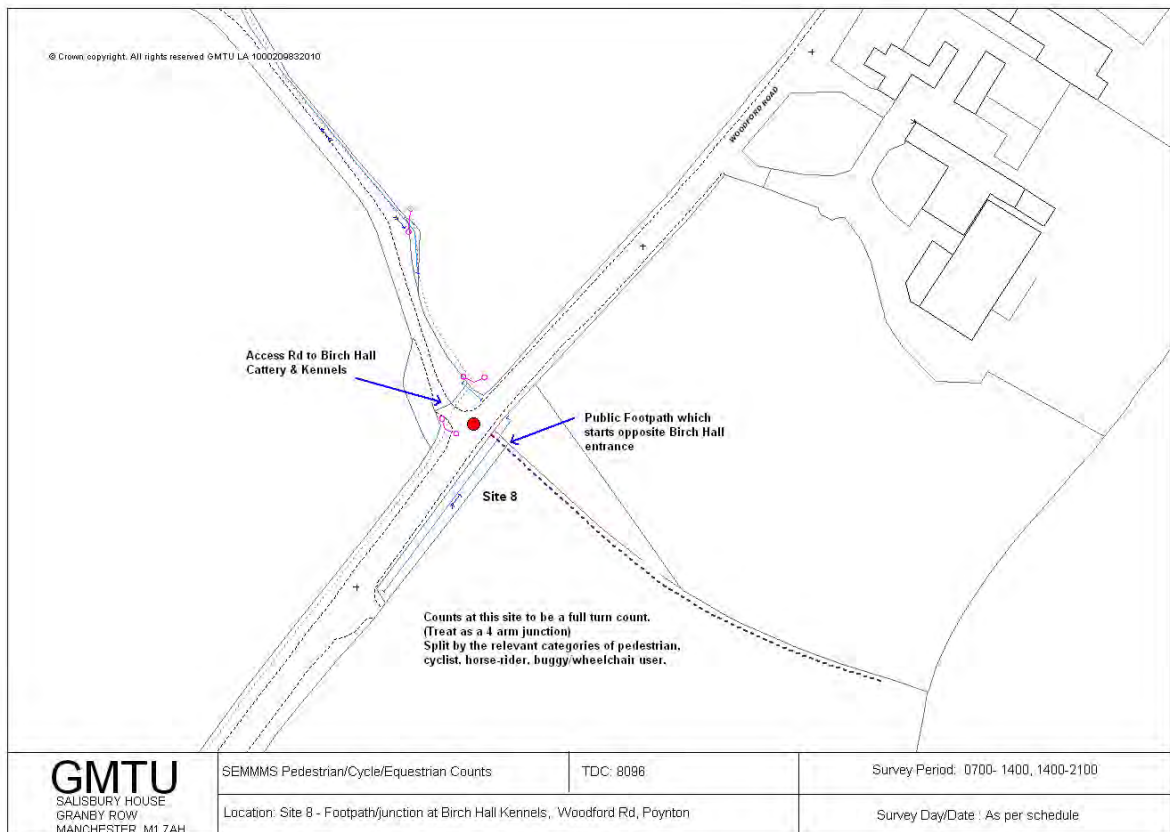 © Crown copyright. All rights reserved GMTU LA 1000209832010
WOODFORD ROAD
Access Rd to Birch Hall
Cattery & Kennels
Public Footpath which
starts opposite Birch Hall
entrance
Site 8
Counts at this site to be a full turn count.
(Treat as a 4 arm junction)
Split by the relevant categories of pedestrian,
cyclist, horse-rider, buggy/wheelchair user.
GMTU
SALISBURY HOUSE
GRANBY ROW
MANCHESTER M1 7AH
SEMMMS Pedestrian/Cycle/Equestrian Counts
TDC: 8096
Survey Period: 0700- 1400, 1400-2100
Location: Site 8 - Footpath/junction at Birch Hall Kennels, Woodford Rd, Poynton
Survey Day/Date : As per schedule